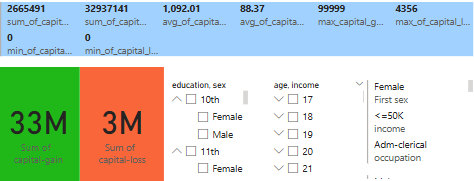 2665491 32937141 1,092.01 88.37 99999 4356
sum_of_capit... sum_of_capit... avg_of_capita... avg_of_capita... max_capital_g... max_of_capital_l...
0 0
min_of_capita... min_of_capital_l...
33M
Sum of
capital-gain
3M
Sum of
capital-loss
education, sex
10th
Female
Male
11th
Female
age, income
17
18
19
20
21
Female
First sex
<=50K
income
Adm-clerical
occupation